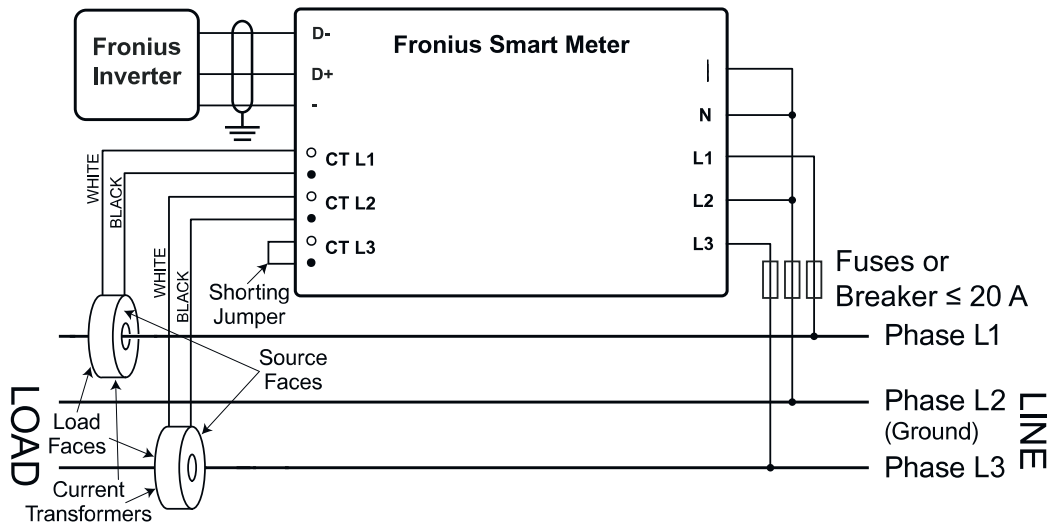 Fronius
Inverter
D-
D+
-
Fronius Smart Meter
|
N
L1
L2
L3
CT L1
CT L2
CT L3
WHITE
BLACK
WHITE
BLACK
Shorting
Jumper
Fuses or
Breaker ≤ 20 A
Phase L1
Source
Faces
Phase L2
(Ground)
Phase L3
LOAD
LINE
Load
Faces
Current
Transformers